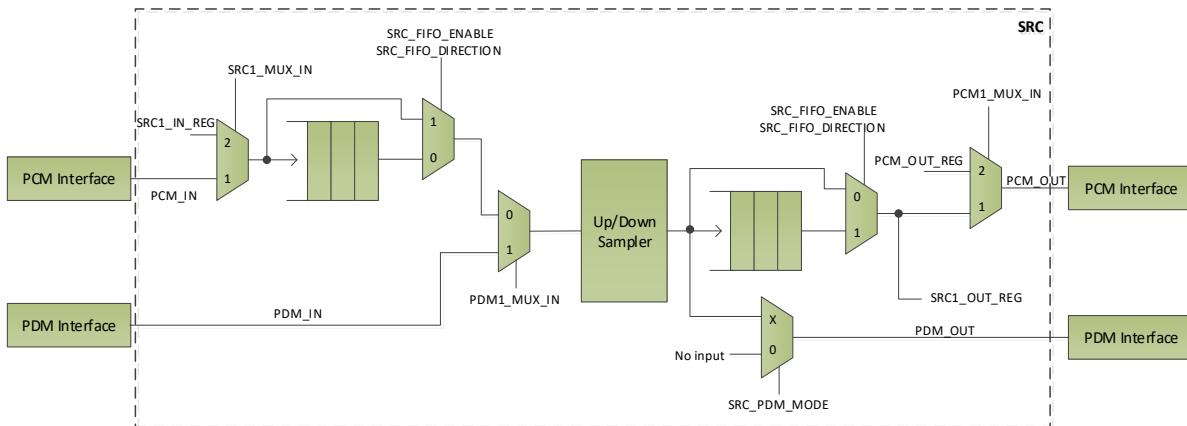 SRC
SRC_FIFO_ENABLE
SRC_FIFO_DIRECTION
SRC1_MUX_IN
SRC1_IN_REG
2
1
1
0
PCM Interface
PCM_IN
0
1
PDM1_MUX_IN
Up/Down
Sampler
SRC_FIFO_ENABLE
SRC_FIFO_DIRECTION
0
1
PCM1_MUX_IN
PCM_OUT_REG
2
1
PCM_OUT
PCM Interface
SRC1_OUT_REG
PDM Interface
PDM_IN
X
0
No input
PDM_OUT
SRC_PDM_MODE
PDM Interface